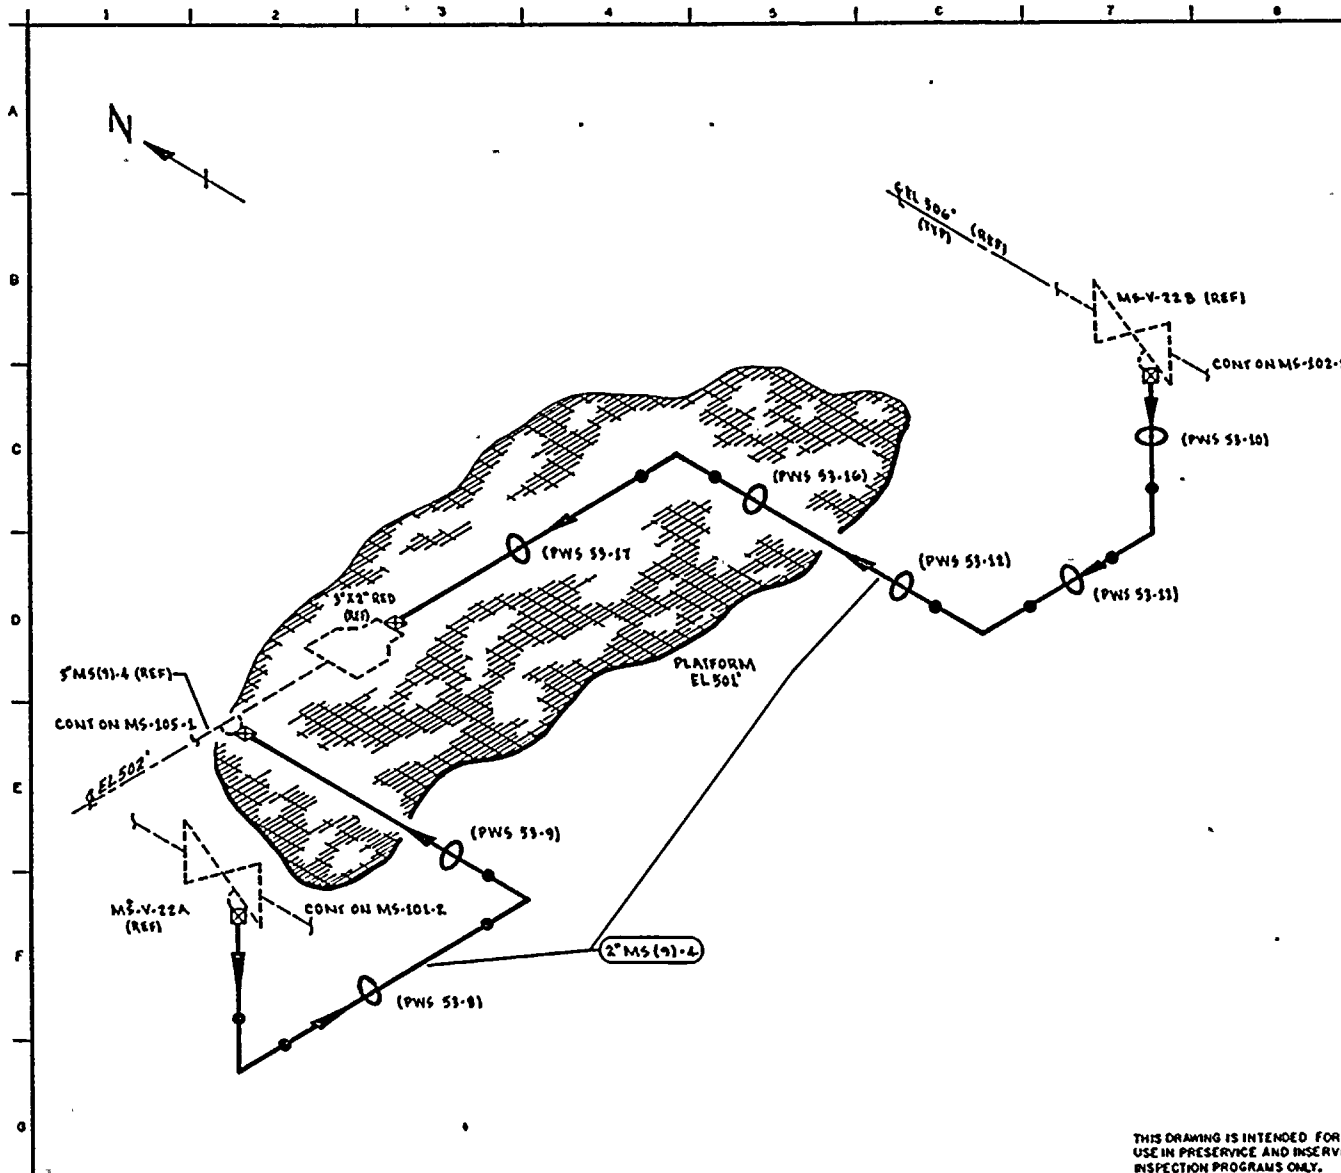 1 2 3 4 5 6 7 8
A
N
B
C
D
E
F
G
EL 506° (REF)
(TYP)
MS-V-22B (REF)
CONT ON MS-102-
(PWS 53-10)
(PWS 53-16)
(PWS 53-17
(PWS 53-12)
(PWS 53-11)
3"X2" RED
(REF)
PLATFORM
EL 501'
3"MS(9)-4 (REF)
CONT ON MS-105-1
EL 502'
(PWS 53-9)
MS-V-22A
(REF)
CONT ON MS-101-2
2" MS(9)-4
(PWS 53-8)
THIS DRAWING IS INTENDED FOR
USE IN PRESERVICE AND INSERV
INSPECTION PROGRAMS ONLY.